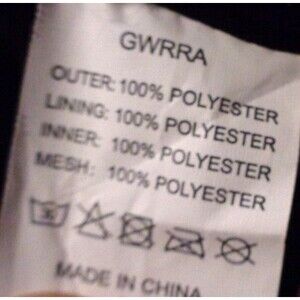 GWRRA
OUTER: 100% POLYESTER
LINING: 100% POLYESTER
INNER: 100% POLYESTER
MESH: 100% POLYESTER
MADE IN CHINA